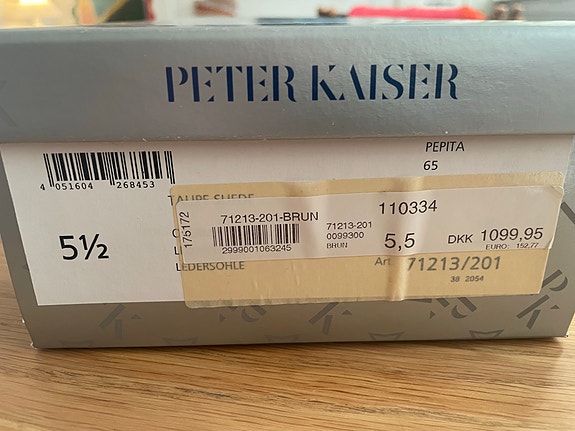 PETER KAISER
PEPITA
65
4 051604 268453
TAUPE SUEDE
5½
LEDERSOHLE
176172
71213-201-BRUN
2999001063245
71213-201
0099300
BRUN
110334
5,5
DKK 1099,95
EURO: 152,77
Art 71213/201
38 2054